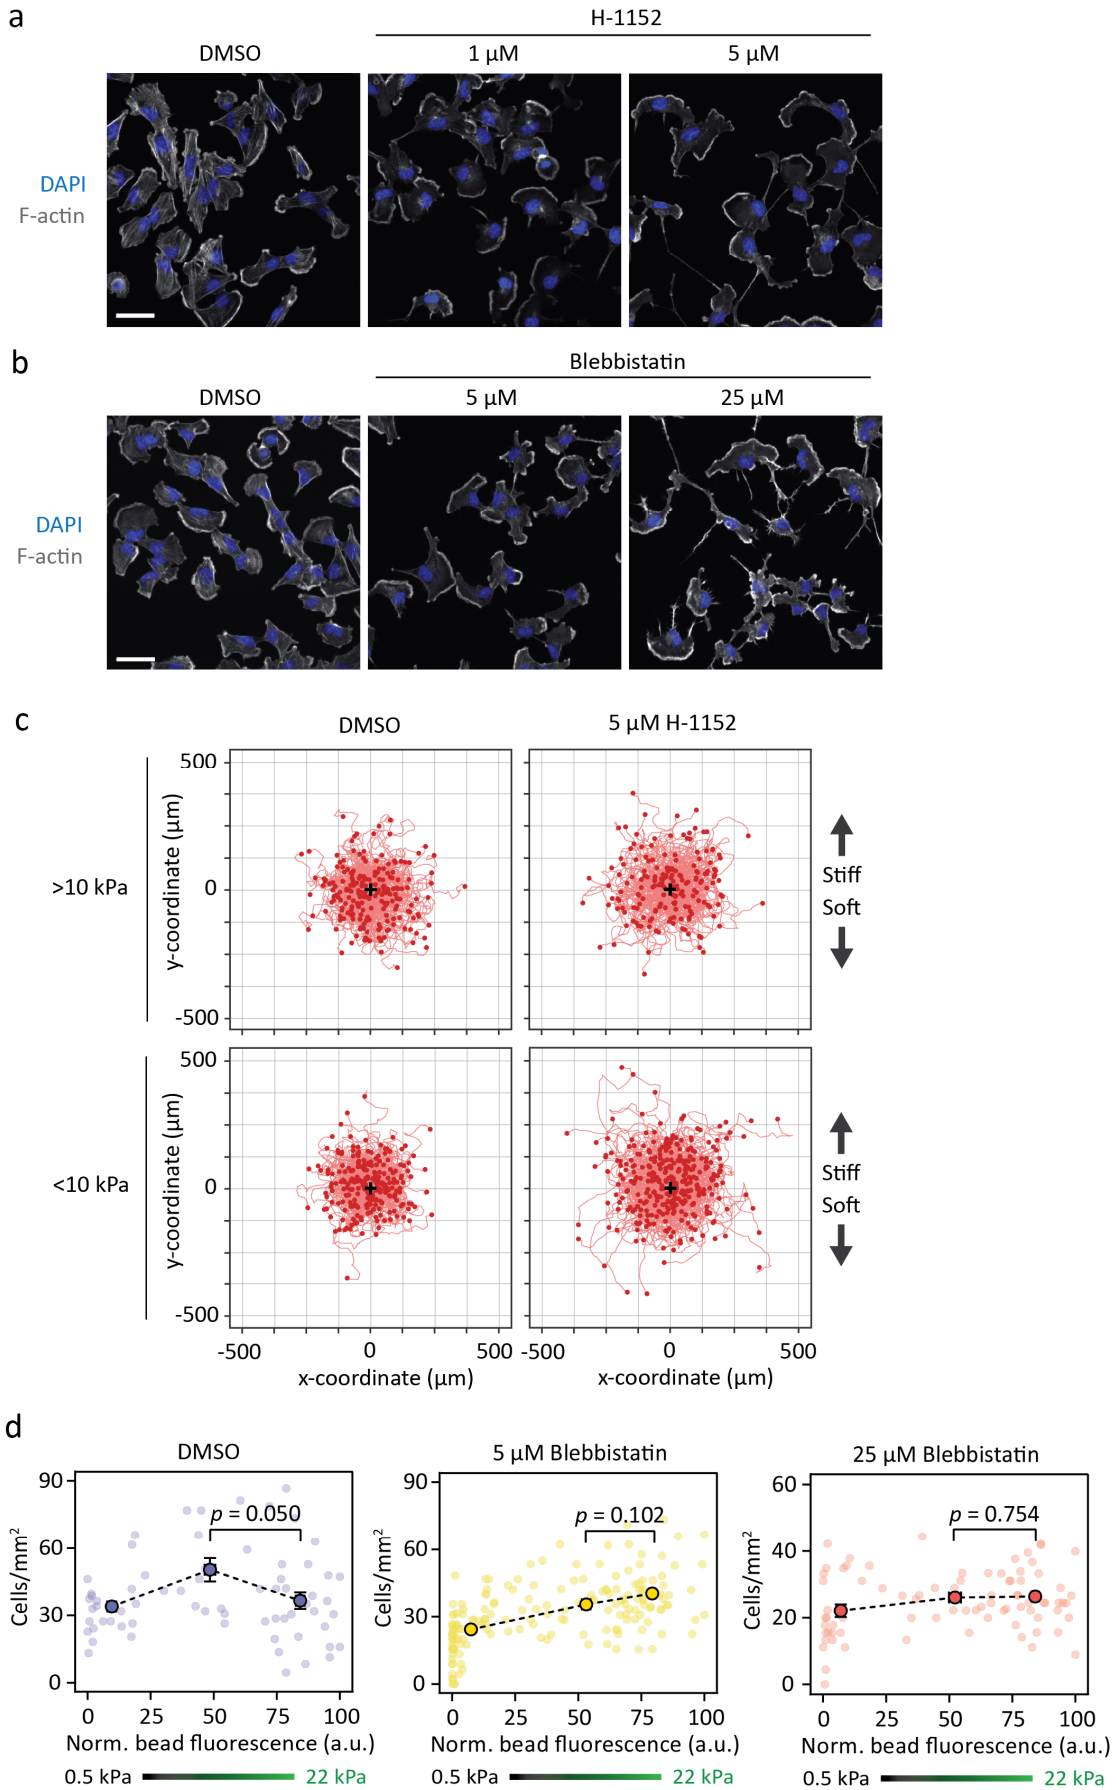 a
H-1152
DMSO
1 µM
5 µM
DAPI
F-actin
b
Blebbistatin
DMSO
5 µM
25 µM
DAPI
F-actin
c
DMSO
5 µM H-1152
500
0
-500
y-coordinate (µm)
>10 kPa
Stiff
Soft
500
0
-500
y-coordinate (µm)
<10 kPa
Stiff
Soft
-500 0 500
-500 0 500
x-coordinate (µm)
x-coordinate (µm)
d
DMSO
90
60
30
0
Cells/mm²
p = 0.050
0 25 50 75 100
Norm. bead fluorescence (a.u.)
0.5 kPa 22 kPa
5 µM Blebbistatin
90
60
30
0
Cells/mm²
p = 0.102
0 25 50 75 100
Norm. bead fluorescence (a.u.)
0.5 kPa 22 kPa
25 µM Blebbistatin
60
40
20
0
Cells/mm²
p = 0.754
0 25 50 75 100
Norm. bead fluorescence (a.u.)
0.5 kPa 22 kPa